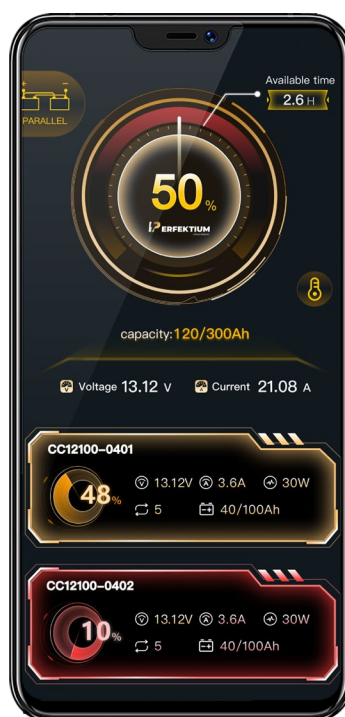 Available time
2.6 H
+ -
PARALLEL
50%
PERFEKTIUM
capacity:120/300Ah
Voltage 13.12 V Current 21.08 A
CC12100-0401
48% 13.12V 3.6A 30W
5 40/100Ah
CC12100-0402
10% 13.12V 3.6A 30W
5 40/100Ah